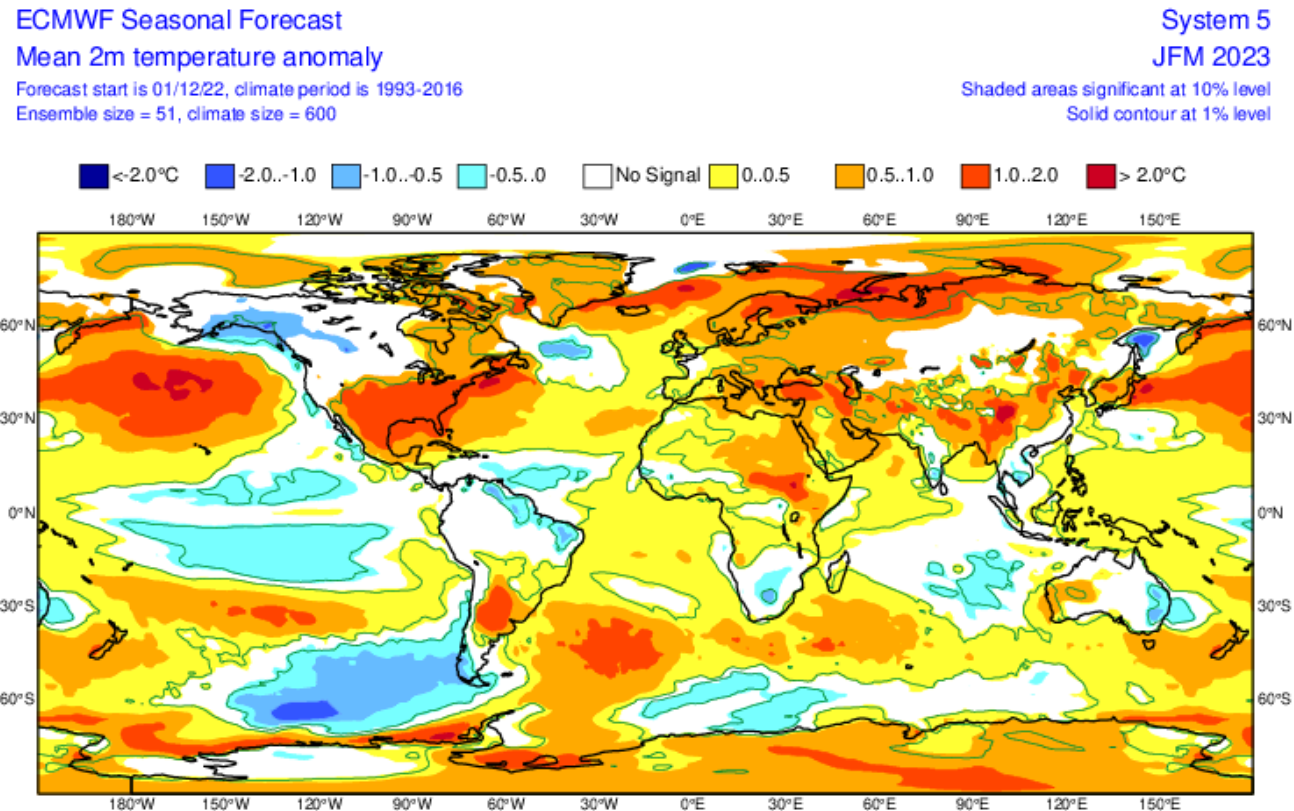 ECMWF Seasonal Forecast
System 5
Mean 2m temperature anomaly
JFM 2023
Forecast start is 01/12/22, climate period is 1993-2016
Shaded areas significant at 10% level
Ensemble size = 51, climate size = 600
Solid contour at 1% level
<-2.0°C -2.0..-1.0 -1.0..-0.5 -0.5..0 No Signal 0..0.5 0.5..1.0 1.0..2.0 > 2.0°C
180°W 150°W 120°W 90°W 60°W 30°W 0°E 30°E 60°E 90°E 120°E 150°E
60°N 60°N
30°N 30°N
0°N 0°N
30°S 30°S
60°S 60°S
180°W 150°W 120°W 90°W 60°W 30°W 0°E 30°E 60°E 90°E 120°E 150°E